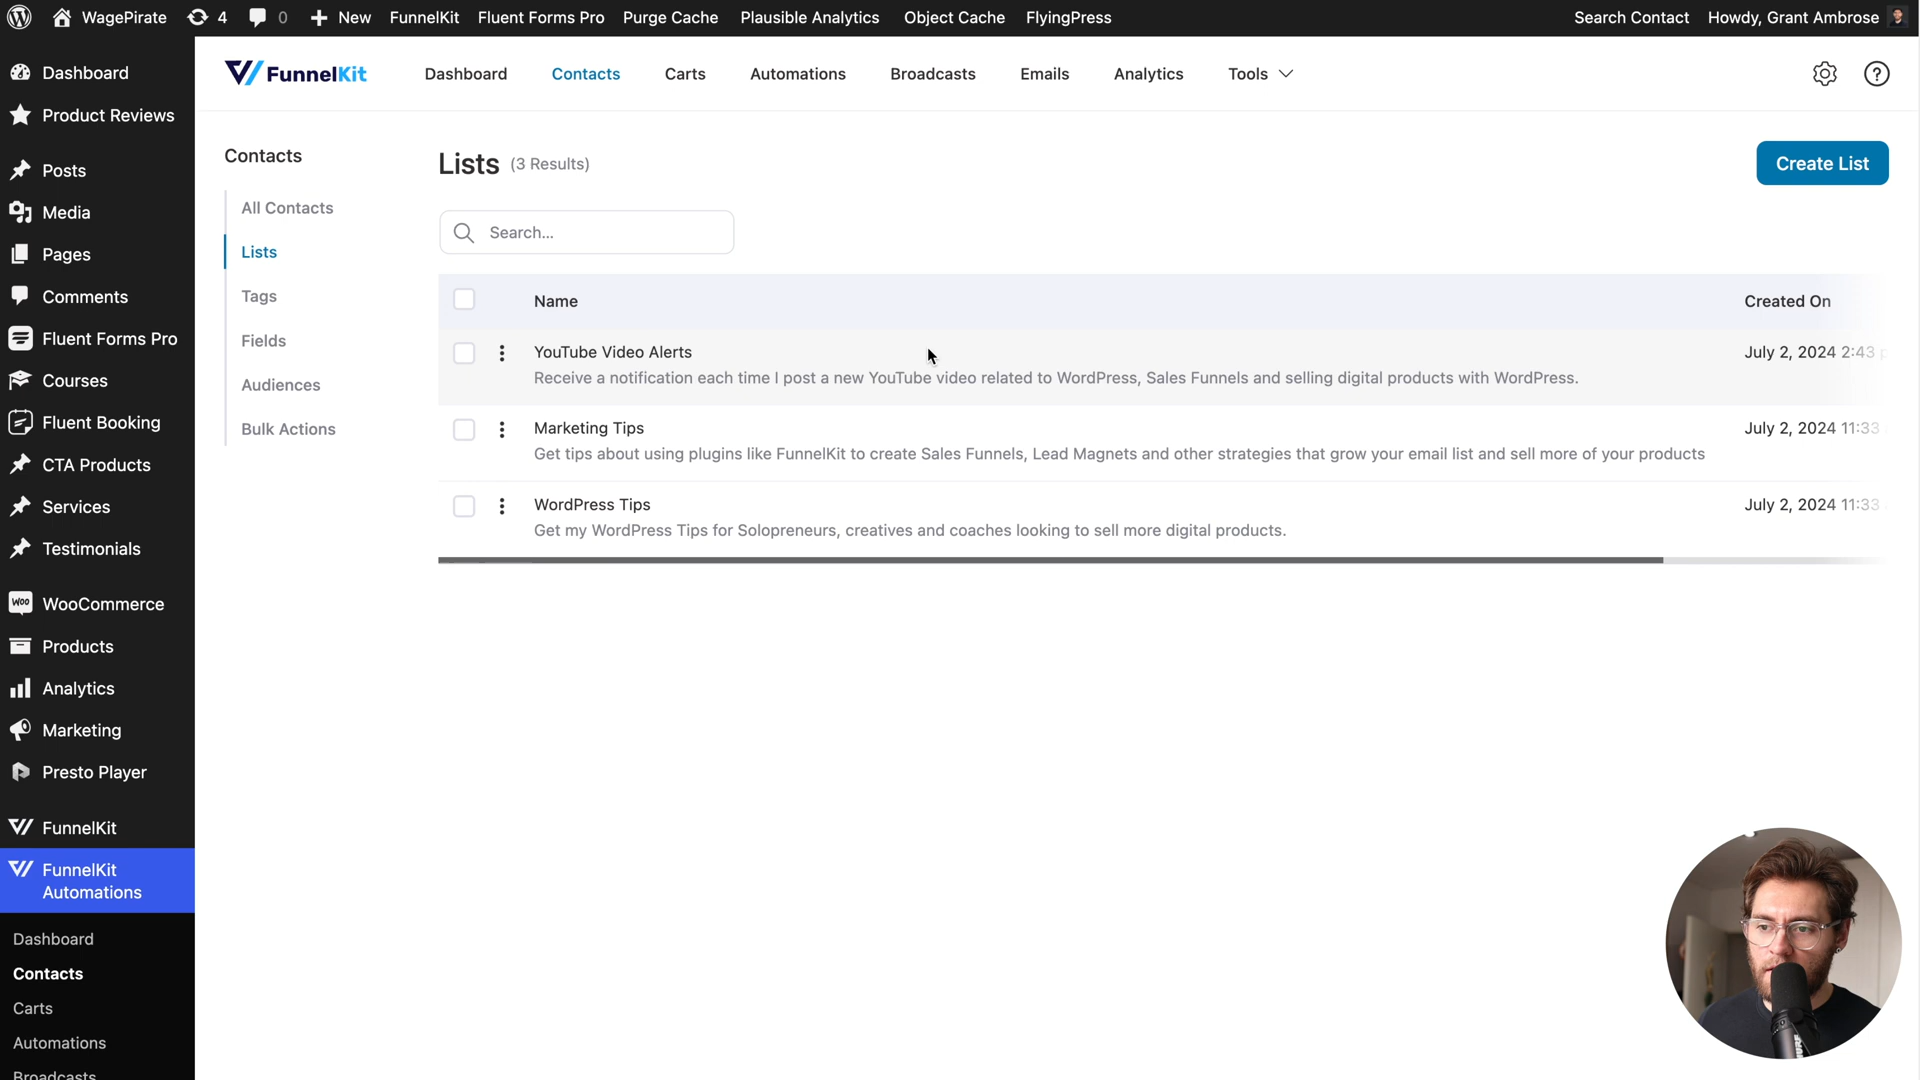 WagePirate 4 0 New FunnelKit Fluent Forms Pro Purge Cache Plausible Analytics Object Cache FlyingPress Search Contact Howdy, Grant Ambrose
Dashboard
Product Reviews
Posts
Media
Pages
Comments
Fluent Forms Pro
Courses
Fluent Booking
CTA Products
Services
Testimonials
Woo WooCommerce
Products
Analytics
Marketing
Presto Player
FunnelKit
FunnelKit
Automations
Dashboard
Contacts
Carts
Automations
Broadcasts
FunnelKit Dashboard Contacts Carts Automations Broadcasts Emails Analytics Tools ?
Contacts
All Contacts
Lists
Tags
Fields
Audiences
Bulk Actions
Lists (3 Results) Create List
Search...
Name Created On
YouTube Video Alerts July 2, 2024 2:43 p
Receive a notification each time I post a new YouTube video related to WordPress, Sales Funnels and selling digital products with WordPress.
Marketing Tips July 2, 2024 11:33
Get tips about using plugins like FunnelKit to create Sales Funnels, Lead Magnets and other strategies that grow your email list and sell more of your products
WordPress Tips July 2, 2024 11:33
Get my WordPress Tips for Solopreneurs, creatives and coaches looking to sell more digital products.